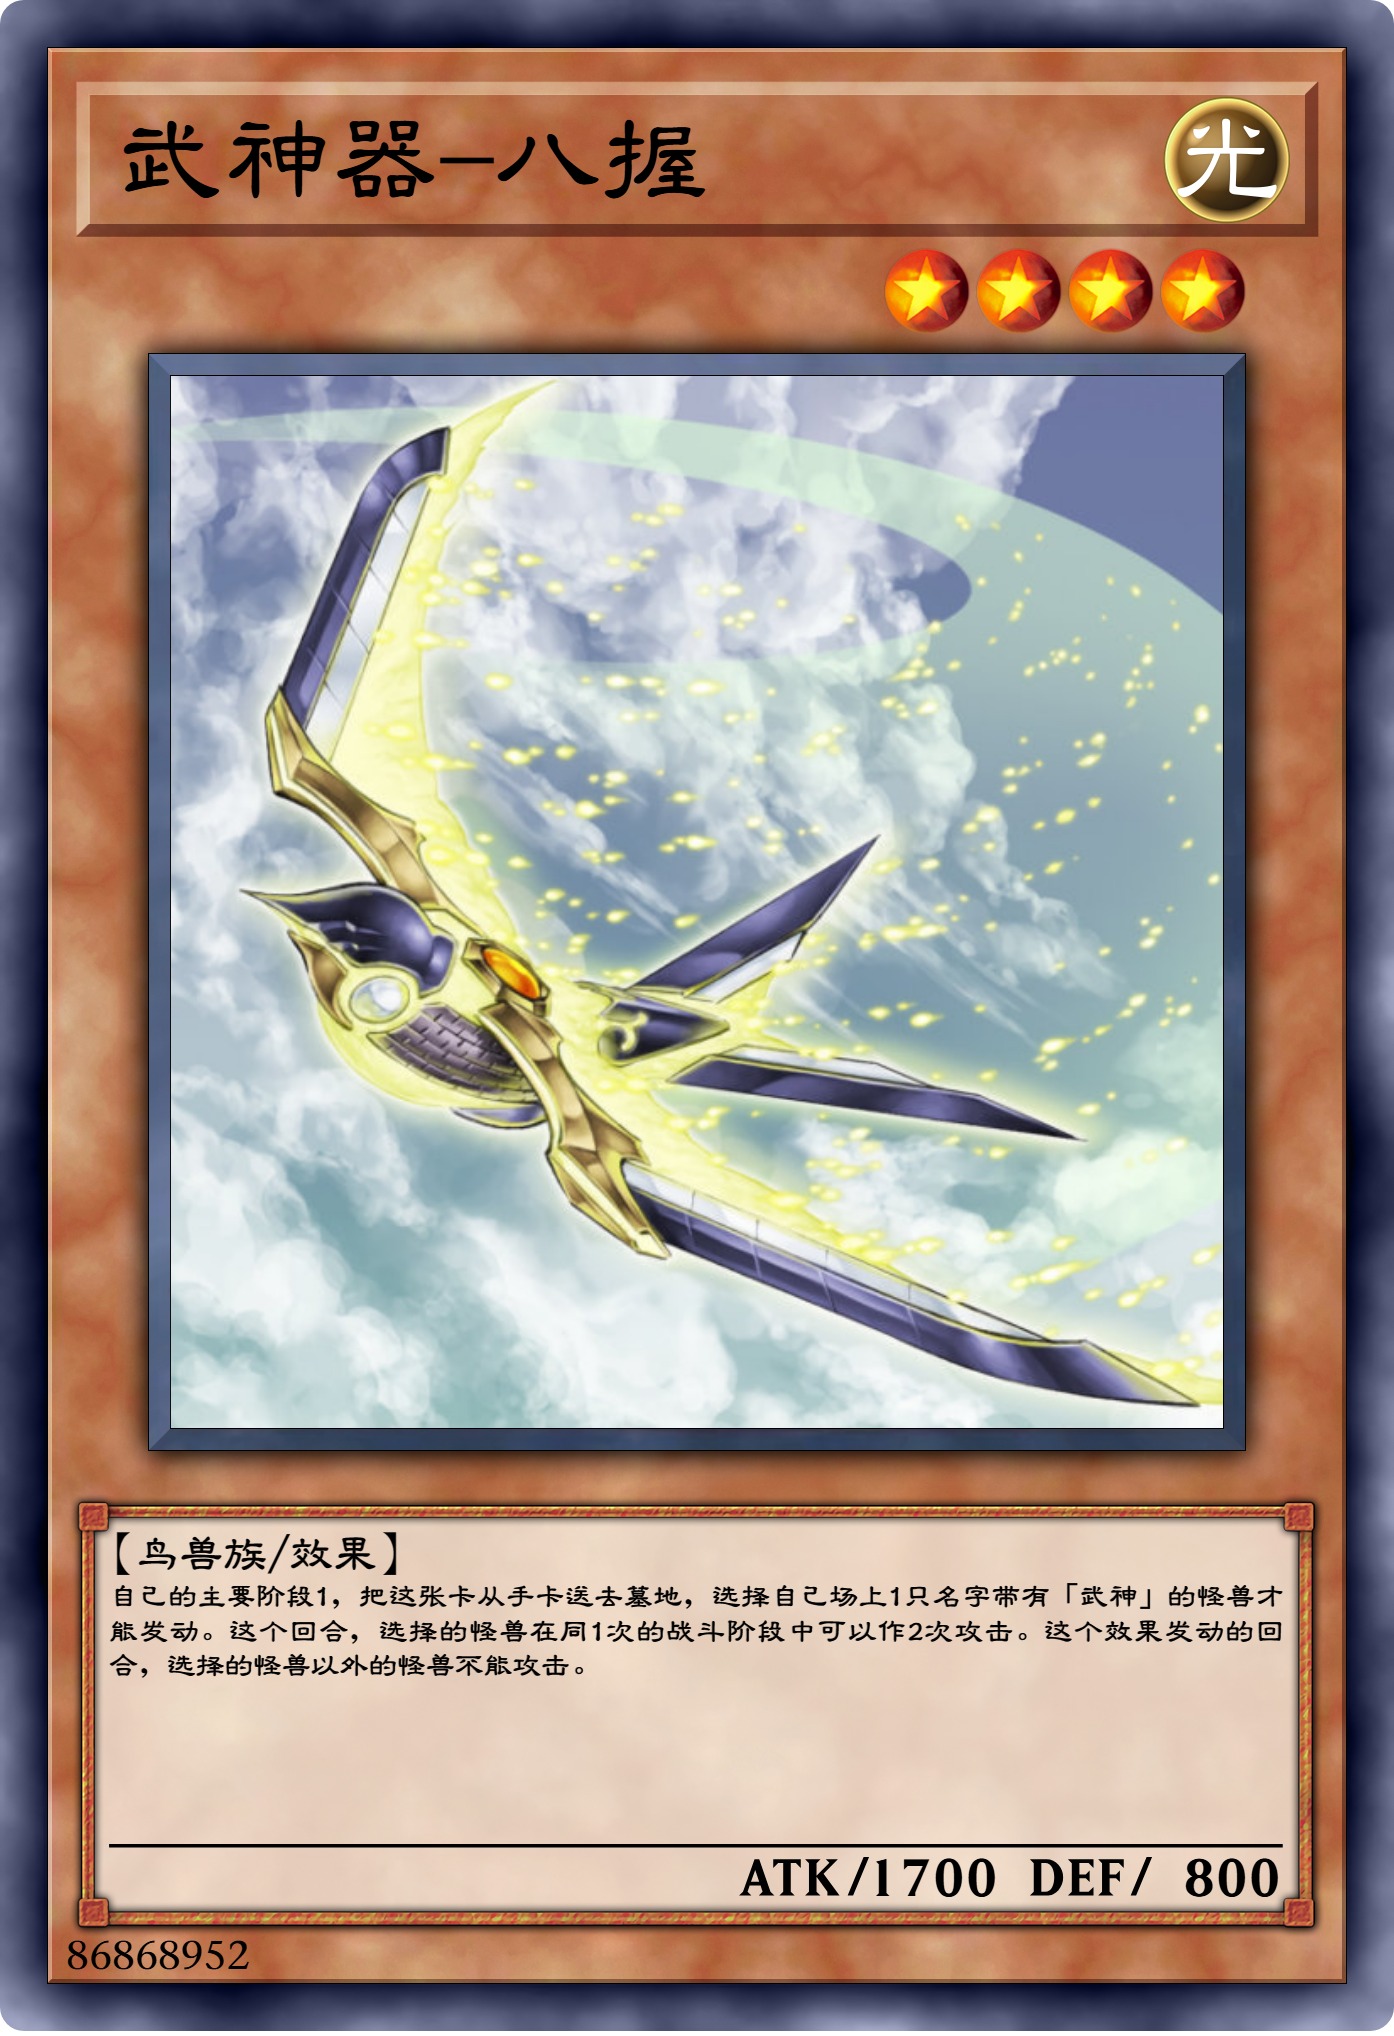 武神器-八握
光
【鸟兽族/效果】
自己的主要阶段1，把这张卡从手卡送去墓地，选择自己场上1只名字带有「武神」的怪兽才
能发动。这个回合，选择的怪兽在同1次的战斗阶段中可以作2次攻击。这个效果发动的回
合，选择的怪兽以外的怪兽不能攻击。
ATK/1700 DEF/ 800
86868952